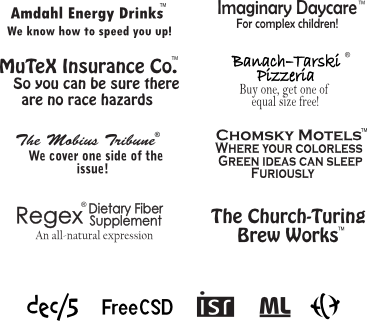 Amdahl Energy Drinks™
We know how to speed you up!
Imaginary Daycare™
For complex children!
MuTeX Insurance Co.™
So you can be sure there
are no race hazards
Banach-Tarski ®
Pizzeria
Buy one, get one of
equal size free!
The Mobius Tribune®
We cover one side of the
issue!
Chomsky Motels™
Where your colorless
Green ideas can sleep
Furiously
Regex® Dietary Fiber
Supplement
An all-natural expression
The Church-Turing
Brew Works™
dec/5 FreeCSD isr ML